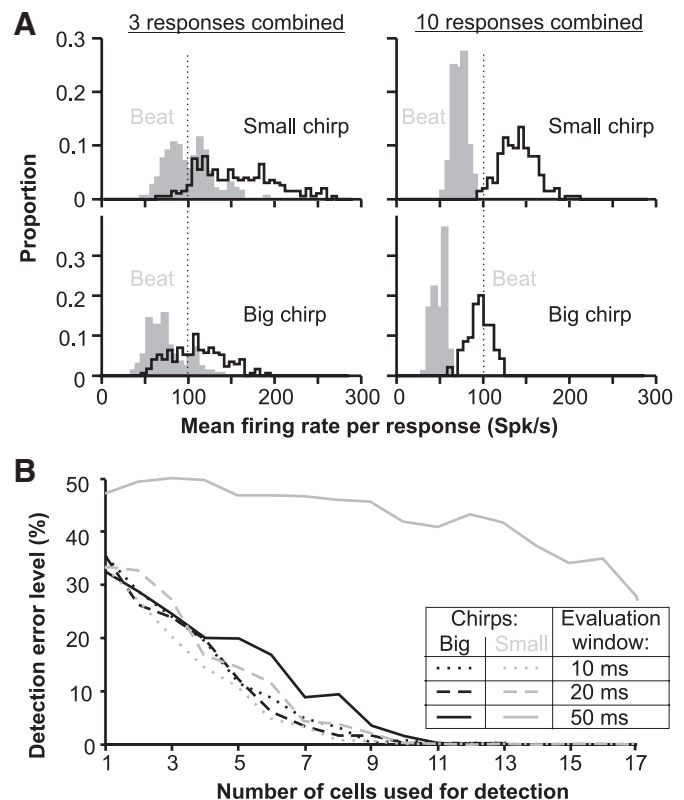 A
3 responses combined
10 responses combined
0.3
0.2
0.1
0
Proportion
Beat
Small chirp
Beat
Small chirp
0.3
0.2
0.1
0
Beat
Big chirp
Beat
Big chirp
0 100 200 300
0 100 200 300
Mean firing rate per response (Spk/s)
B
50
40
30
20
10
0
Detection error level (%)
Chirps:
Evaluation window:
Big
Small
10 ms
20 ms
50 ms
1 3 5 7 9 11 13 15 17
Number of cells used for detection